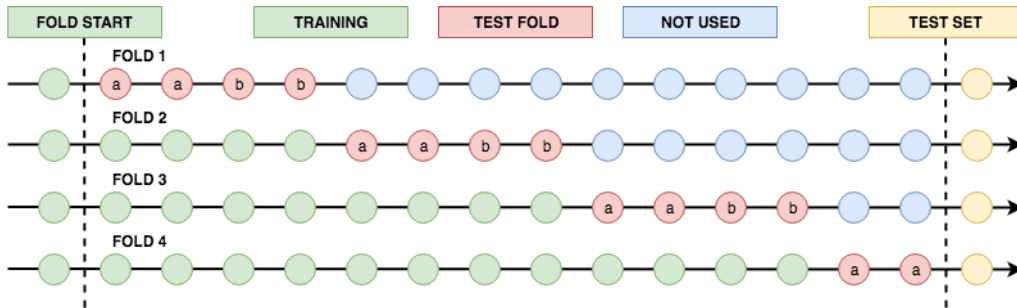 FOLD START TRAINING TEST FOLD NOT USED TEST SET
FOLD 1
a a b b
FOLD 2
a a b b
FOLD 3
a a b b
FOLD 4
a a